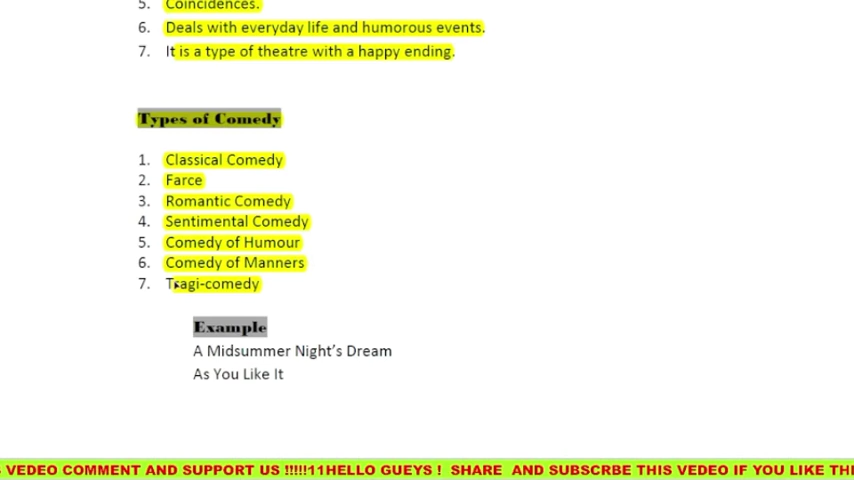 5. Coincidences.
6. Deals with everyday life and humorous events.
7. It is a type of theatre with a happy ending.
Types of Comedy
1. Classical Comedy
2. Farce
3. Romantic Comedy
4. Sentimental Comedy
5. Comedy of Humour
6. Comedy of Manners
7. Tragi-comedy
Example
A Midsummer Night's Dream
As You Like It
VEDEO COMMENT AND SUPPORT US !!!!!11HELLO GUEYS ! SHARE AND SUBSCRBE THIS VEDEO IF YOU LIKE THI